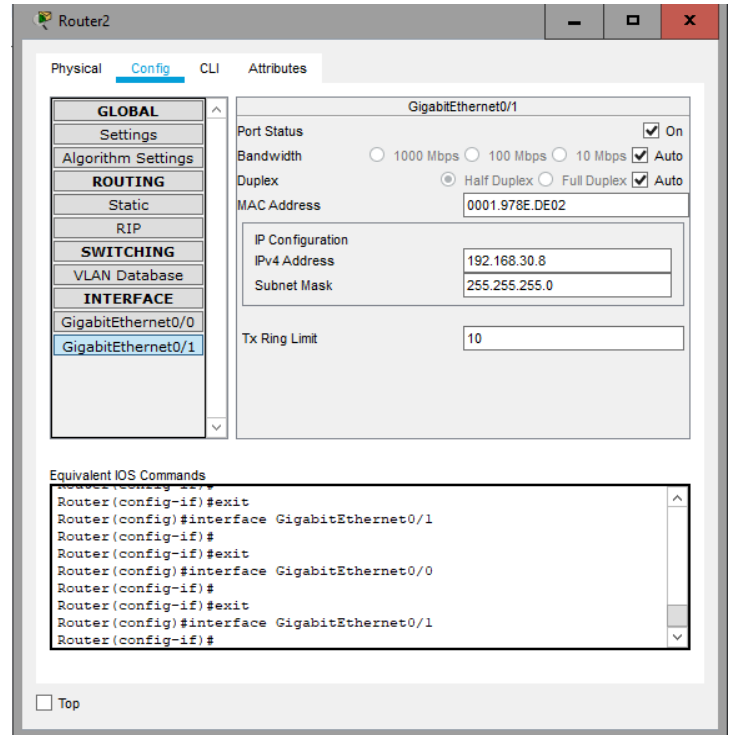 Router2
Physical Config CLI Attributes
GLOBAL
Settings
Algorithm Settings
ROUTING
Static
RIP
SWITCHING
VLAN Database
INTERFACE
GigabitEthernet0/0
GigabitEthernet0/1
GigabitEthernet0/1
Port Status On
Bandwidth 1000 Mbps 100 Mbps 10 Mbps Auto
Duplex Half Duplex Full Duplex Auto
MAC Address 0001.978E.DE02
IP Configuration
IPv4 Address 192.168.30.8
Subnet Mask 255.255.255.0
Tx Ring Limit 10
Equivalent IOS Commands
Router(config-if)#
Router(config-if)#exit
Router(config)#interface GigabitEthernet0/1
Router(config-if)#
Router(config-if)#exit
Router(config)#interface GigabitEthernet0/0
Router(config-if)#
Router(config-if)#exit
Router(config)#interface GigabitEthernet0/1
Router(config-if)#
Top